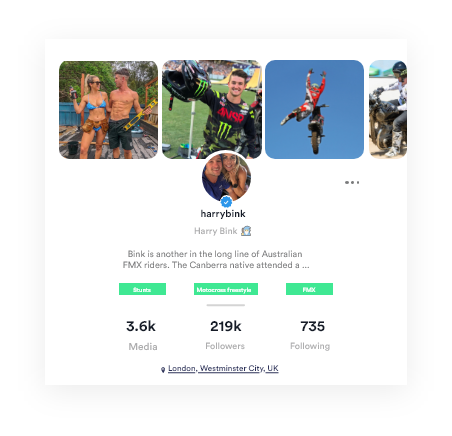 harrybink
Harry Bink
Bink is another in the long line of Australian
FMX riders. The Canberra native attended a ...
Stunts
Motocross freestyle
FMX
3.6k
219k
735
Media
Followers
Following
London, Westminster City, UK